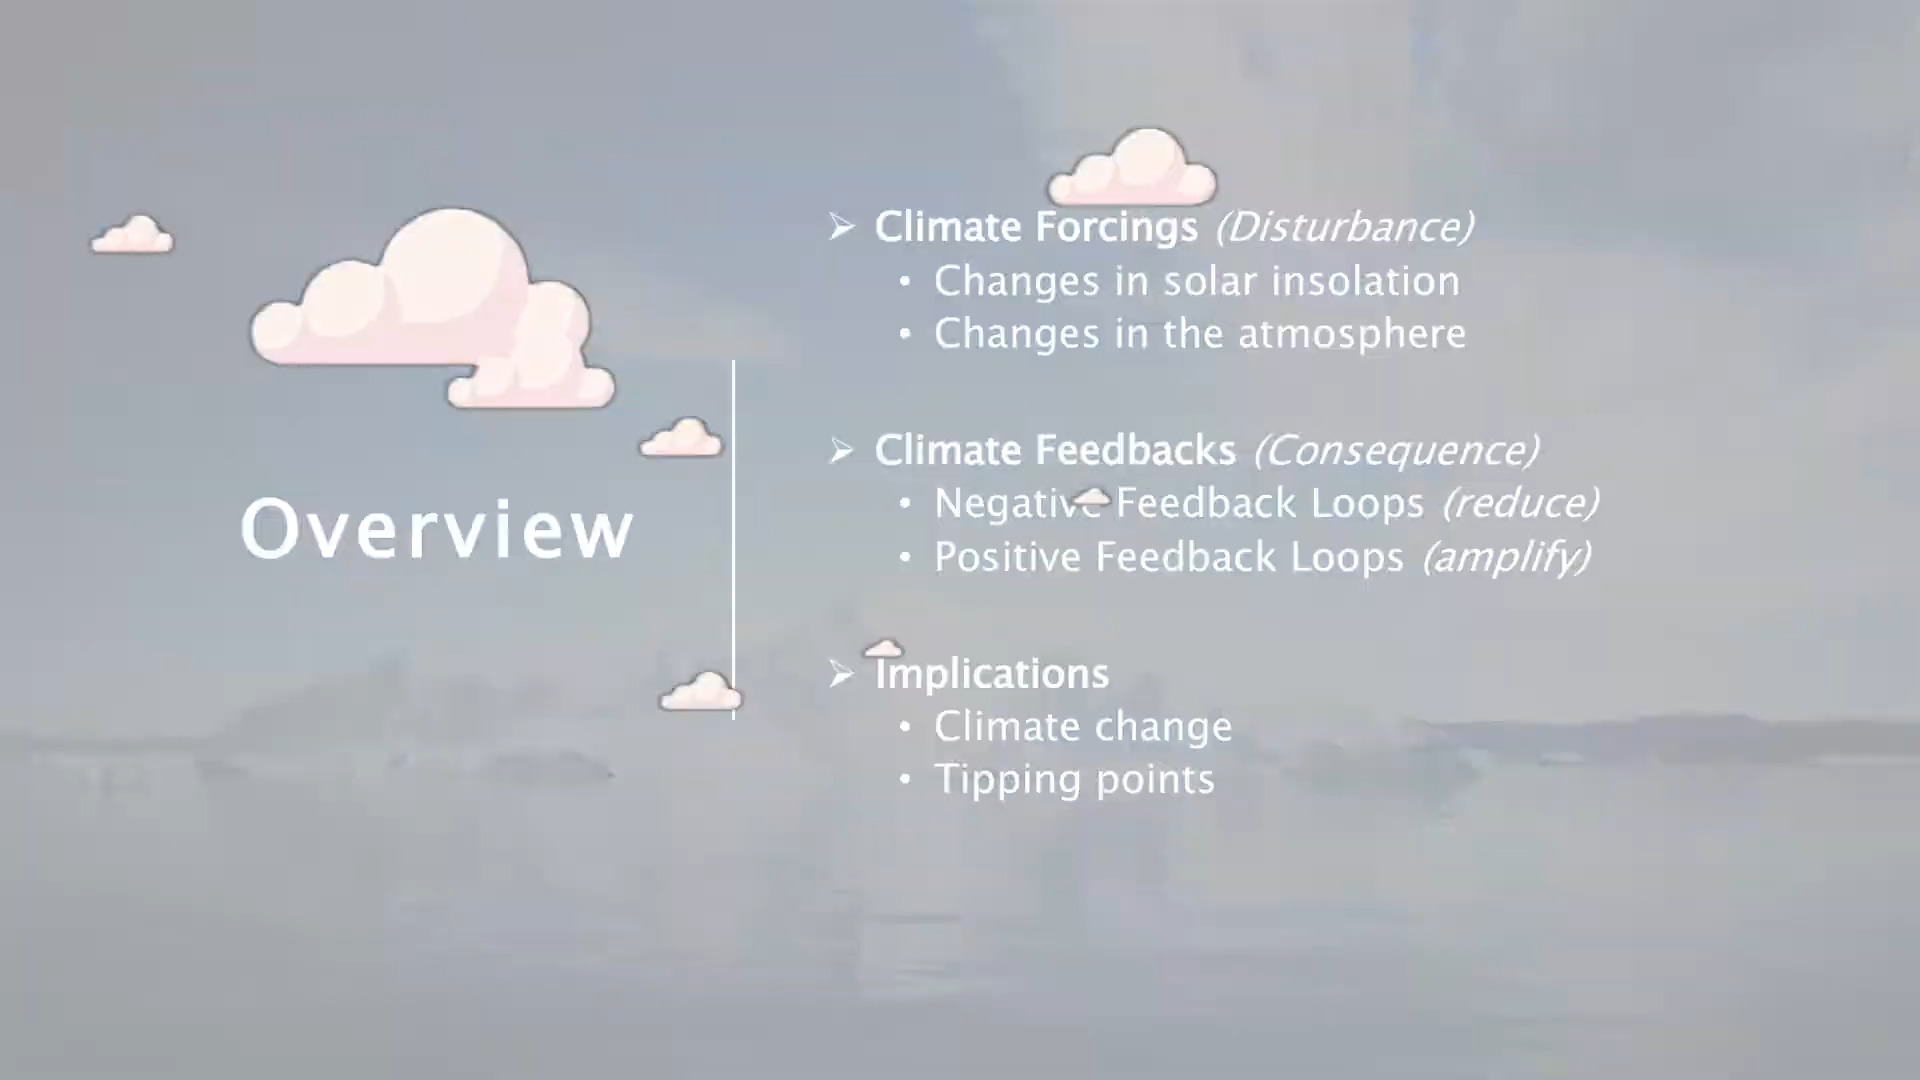 Overview
➢ Climate Forcings (Disturbance)
• Changes in solar insolation
• Changes in the atmosphere
➢ Climate Feedbacks (Consequence)
• Negative Feedback Loops (reduce)
• Positive Feedback Loops (amplify)
➢ Implications
• Climate change
• Tipping points